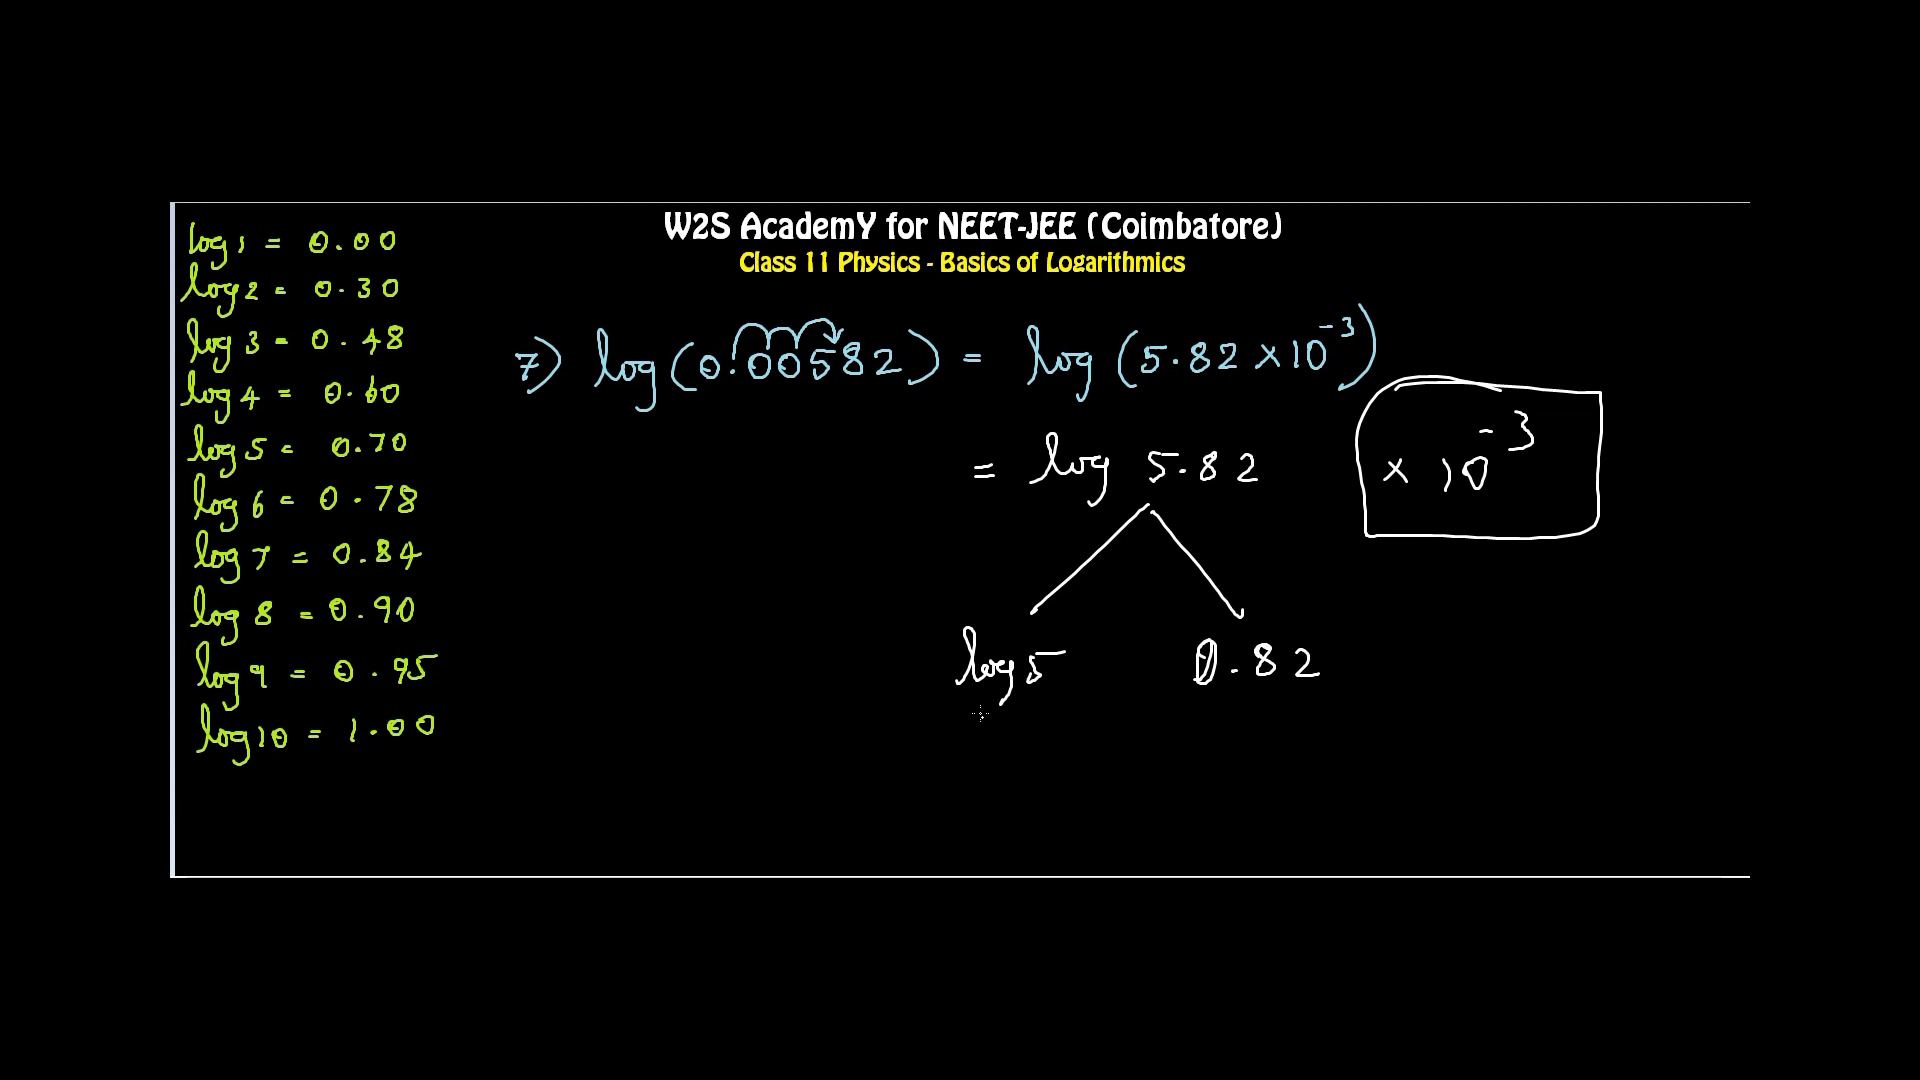 W2S AcademY for NEET-JEE (Coimbatore)
Class 11 Physics - Basics of Logarithmics
log 1 = 0.00
log 2 = 0.30
log 3 = 0.48
log 4 = 0.60
log 5 = 0.70
log 6 = 0.78
log 7 = 0.84
log 8 = 0.90
log 9 = 0.95
log 10 = 1.00
7) log(0.00582) = log (5.82 × 10⁻³)
= log 5.82 × 10⁻³
log 5 0.82